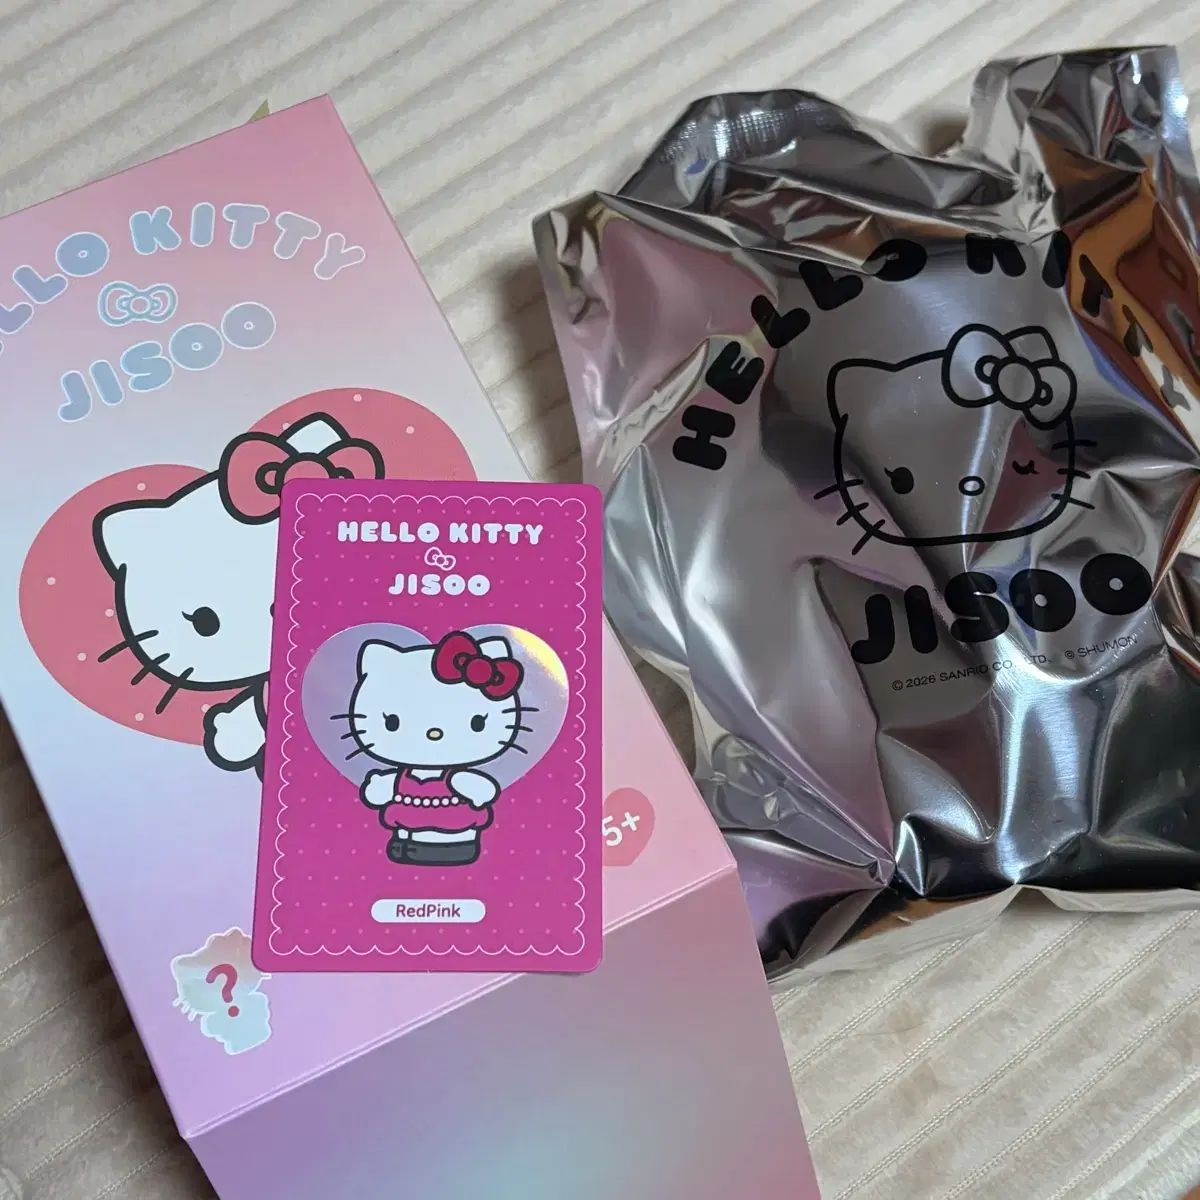 HELLO KITTY
JISOO
HELLO KITTY
JISOO
RedPink
5+
?
HELLO KITTY
JISOO
© 2026 SANRIO CO., LTD. © SHUMON